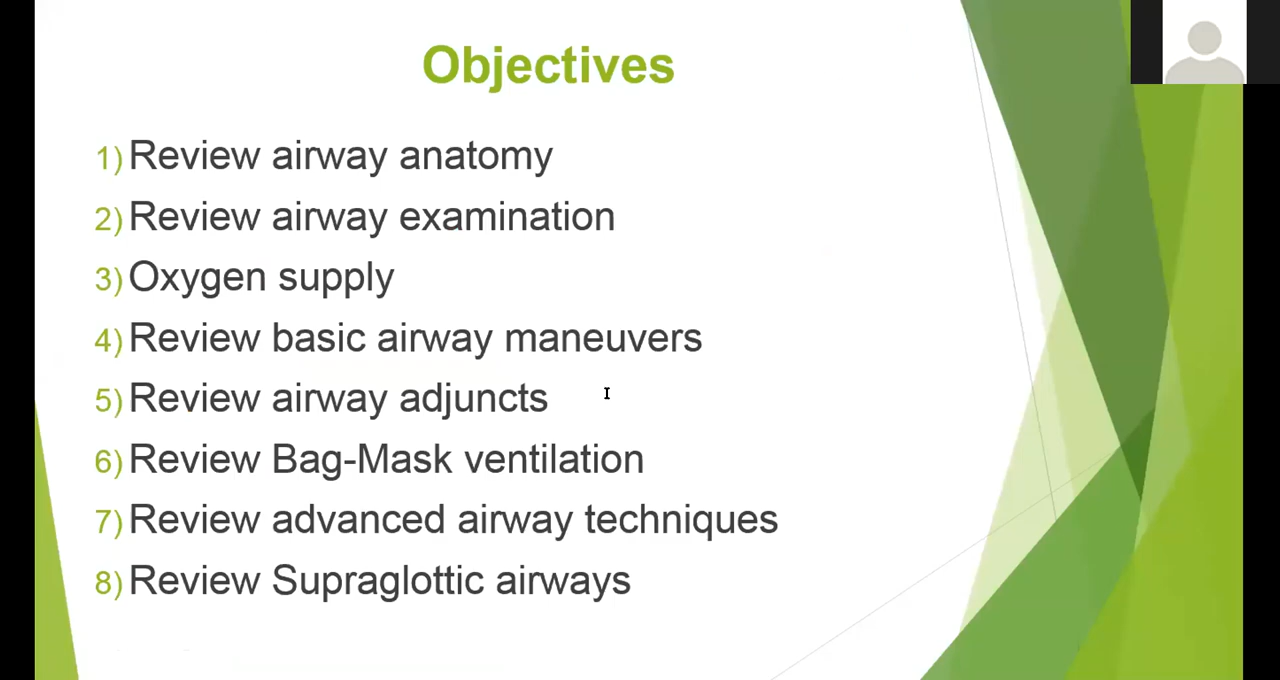 Objectives
1) Review airway anatomy
2) Review airway examination
3) Oxygen supply
4) Review basic airway maneuvers
5) Review airway adjuncts
6) Review Bag-Mask ventilation
7) Review advanced airway techniques
8) Review Supraglottic airways